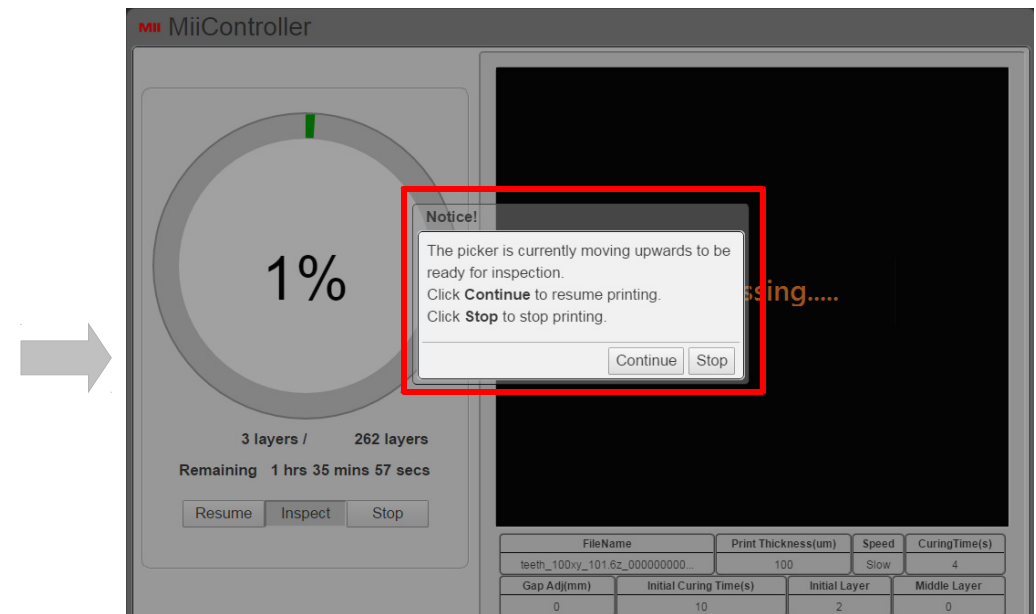 MII MiiController
1%
3 layers / 262 layers
Remaining 1 hrs 35 mins 57 secs
Resume Inspect Stop
Notice!
The picker is currently moving upwards to be
ready for inspection.
Click Continue to resume printing.
Click Stop to stop printing.
Continue Stop
ssing.....
FileName Print Thickness(um) Speed CuringTime(s)
teeth_100xy_101.6z_000000000... 100 Slow 4
Gap Adj(mm) Initial Curing Time(s) Initial Layer Middle Layer
0 10 2 0